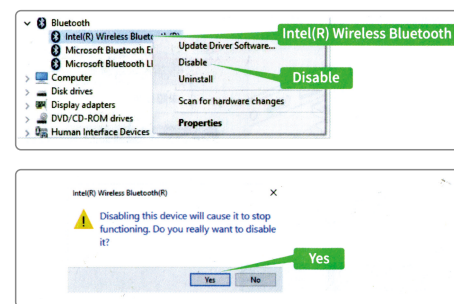 Bluetooth
Intel(R) Wireless Bluetooth(R)
Intel(R) Wireless Bluetooth
Microsoft Bluetooth
Update Driver Software...
Microsoft Bluetooth
Disable
Computer
Uninstall
Disable
Disk drives
Display adapters
Scan for hardware changes
DVD/CD-ROM drives
Human Interface Devices
Properties
Intel(R) Wireless Bluetooth(R)
Disabling this device will cause it to stop
functioning. Do you really want to disable
it?
Yes
Yes
No